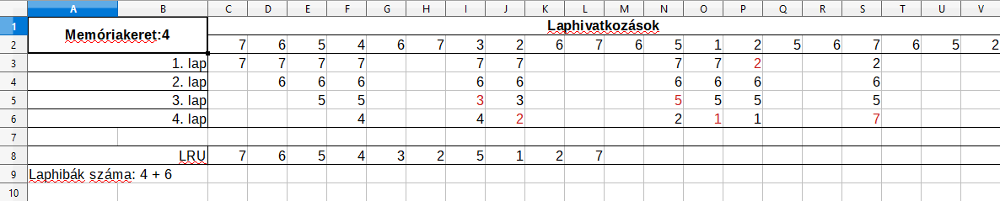 A B C D E F G H I J K L M N O P Q R S T U V
1 Memóriakeret:4 Laphivatkozások
2 7 6 5 4 6 7 3 2 6 7 6 5 1 2 5 6 7 6 5 2
3 1. lap 7 7 7 7 7 7 7 7 2 2
4 2. lap 6 6 6 6 6 6 6 6 6
5 3. lap 5 5 3 3 5 5 5 5
6 4. lap 4 4 2 2 1 1 7
7
8 LRU 7 6 5 4 3 2 5 1 2 7
9 Laphibák száma: 4 + 6
10